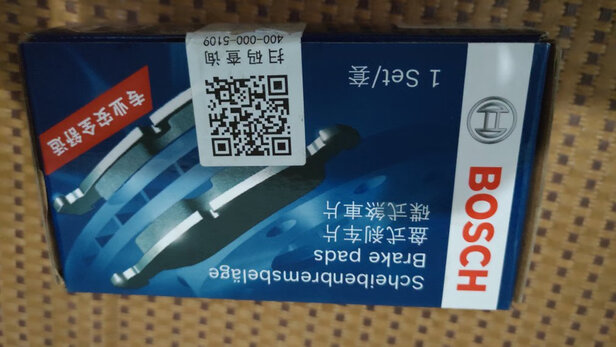 BOSCH
Scheibenbremsbeläge
Brake pads
盘式刹车片
碟式煞車片
1 Set/套
专业安全舒适
扫码查询
400-000-5109